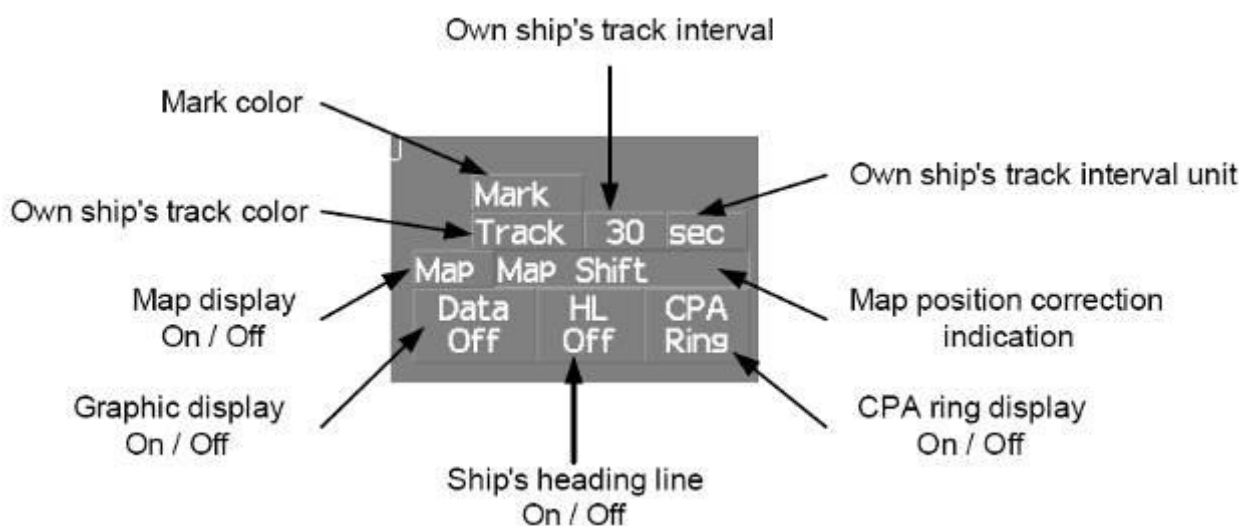 Own ship's track interval
Mark color
Own ship's track interval unit
Own ship's track color
Mark
Track 30 sec
Map Map Shift
Data HL CPA
Off Off Ring
Map display
On / Off
Map position correction
indication
Graphic display
On / Off
CPA ring display
On / Off
Ship's heading line
On / Off